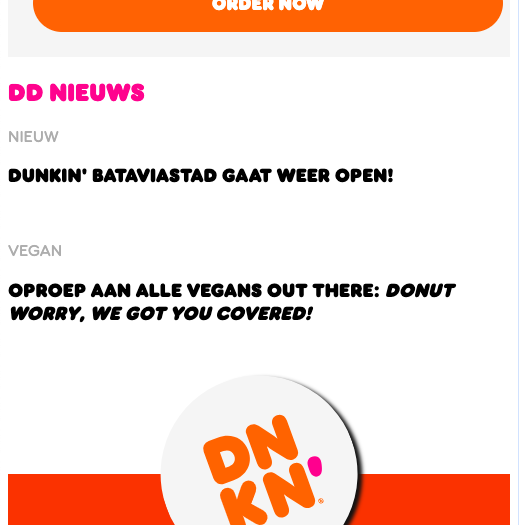 ORDER NOW
DD NIEUWS
NIEUW
DUNKIN' BATAVIASTAD GAAT WEER OPEN!
VEGAN
OPROEP AAN ALLE VEGANS OUT THERE: DONUT
WORRY, WE GOT YOU COVERED!
DN
KN'®